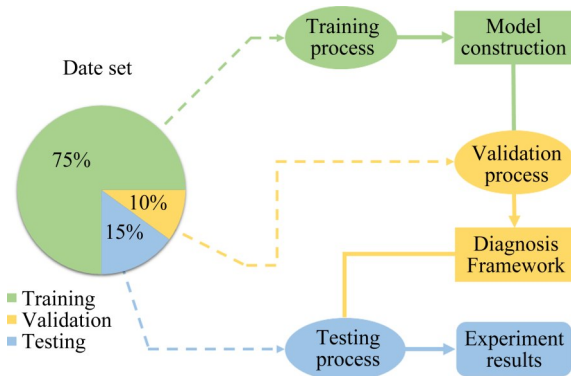 Date set
75%
10%
15%
Training
Validation
Testing
Training
process
Model
construction
Validation
process
Diagnosis
Framework
Testing
process
Experiment
results